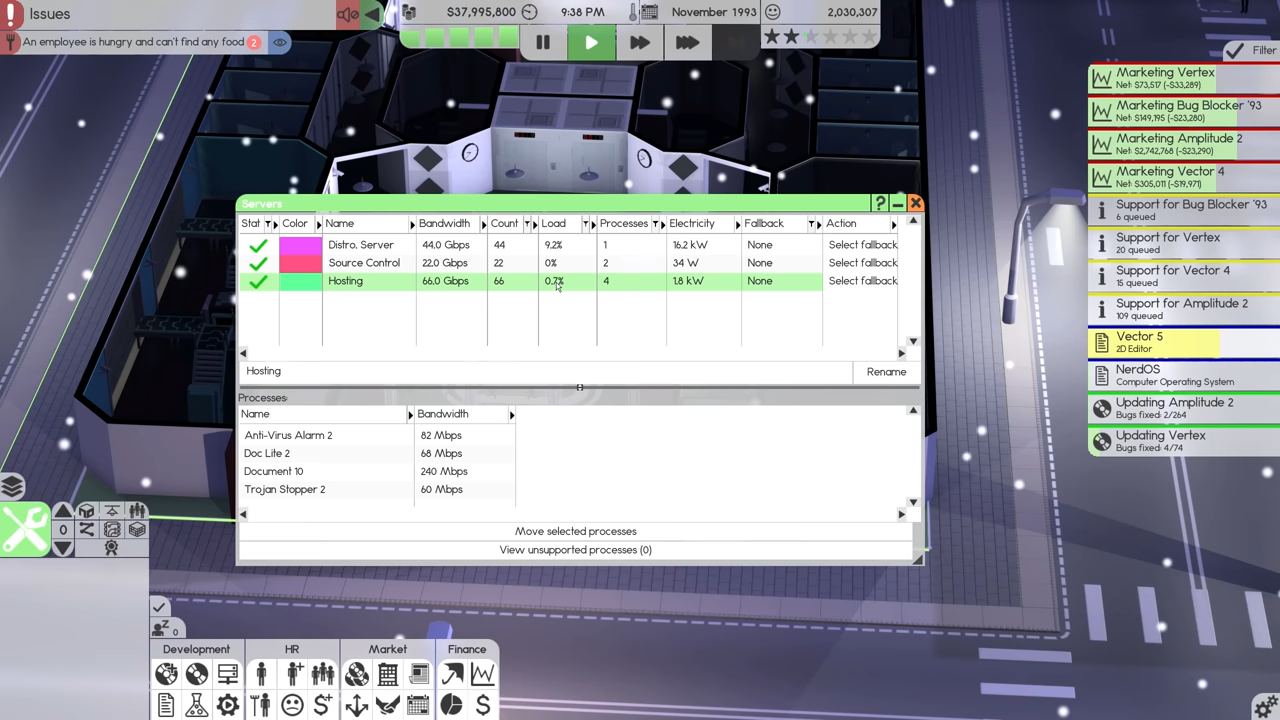 Issues
An employee is hungry and can't find any food 2
$37,995,800 9:38 PM November 1993 2,030,307
Filter
Marketing Vertex
Net: $73,517 (-$33,289)
Marketing Bug Blocker '93
Net: $149,195 (-$23,280)
Marketing Amplitude 2
Net: $2,742,768 (-$23,290)
Marketing Vector 4
Net: $305,011 (-$19,971)
Support for Bug Blocker '93
6 queued
Support for Vertex
20 queued
Support for Vector 4
15 queued
Support for Amplitude 2
109 queued
Vector 5
2D Editor
NerdOS
Computer Operating System
Updating Amplitude 2
Bugs fixed: 2/264
Updating Vertex
Bugs fixed: 4/74
Servers ?
Stat Color Name Bandwidth Count Load Processes Electricity Fallback Action
Distro. Server 44.0 Gbps 44 9.2% 1 16.2 kW None Select fallback
Source Control 22.0 Gbps 22 0% 2 34 W None Select fallback
Hosting 66.0 Gbps 66 0.7% 4 1.8 kW None Select fallback
Hosting Rename
Processes:
Name Bandwidth
Anti-Virus Alarm 2 82 Mbps
Doc Lite 2 68 Mbps
Document 10 240 Mbps
Trojan Stopper 2 60 Mbps
Move selected processes
View unsupported processes (0)
0
0
Development HR Market Finance